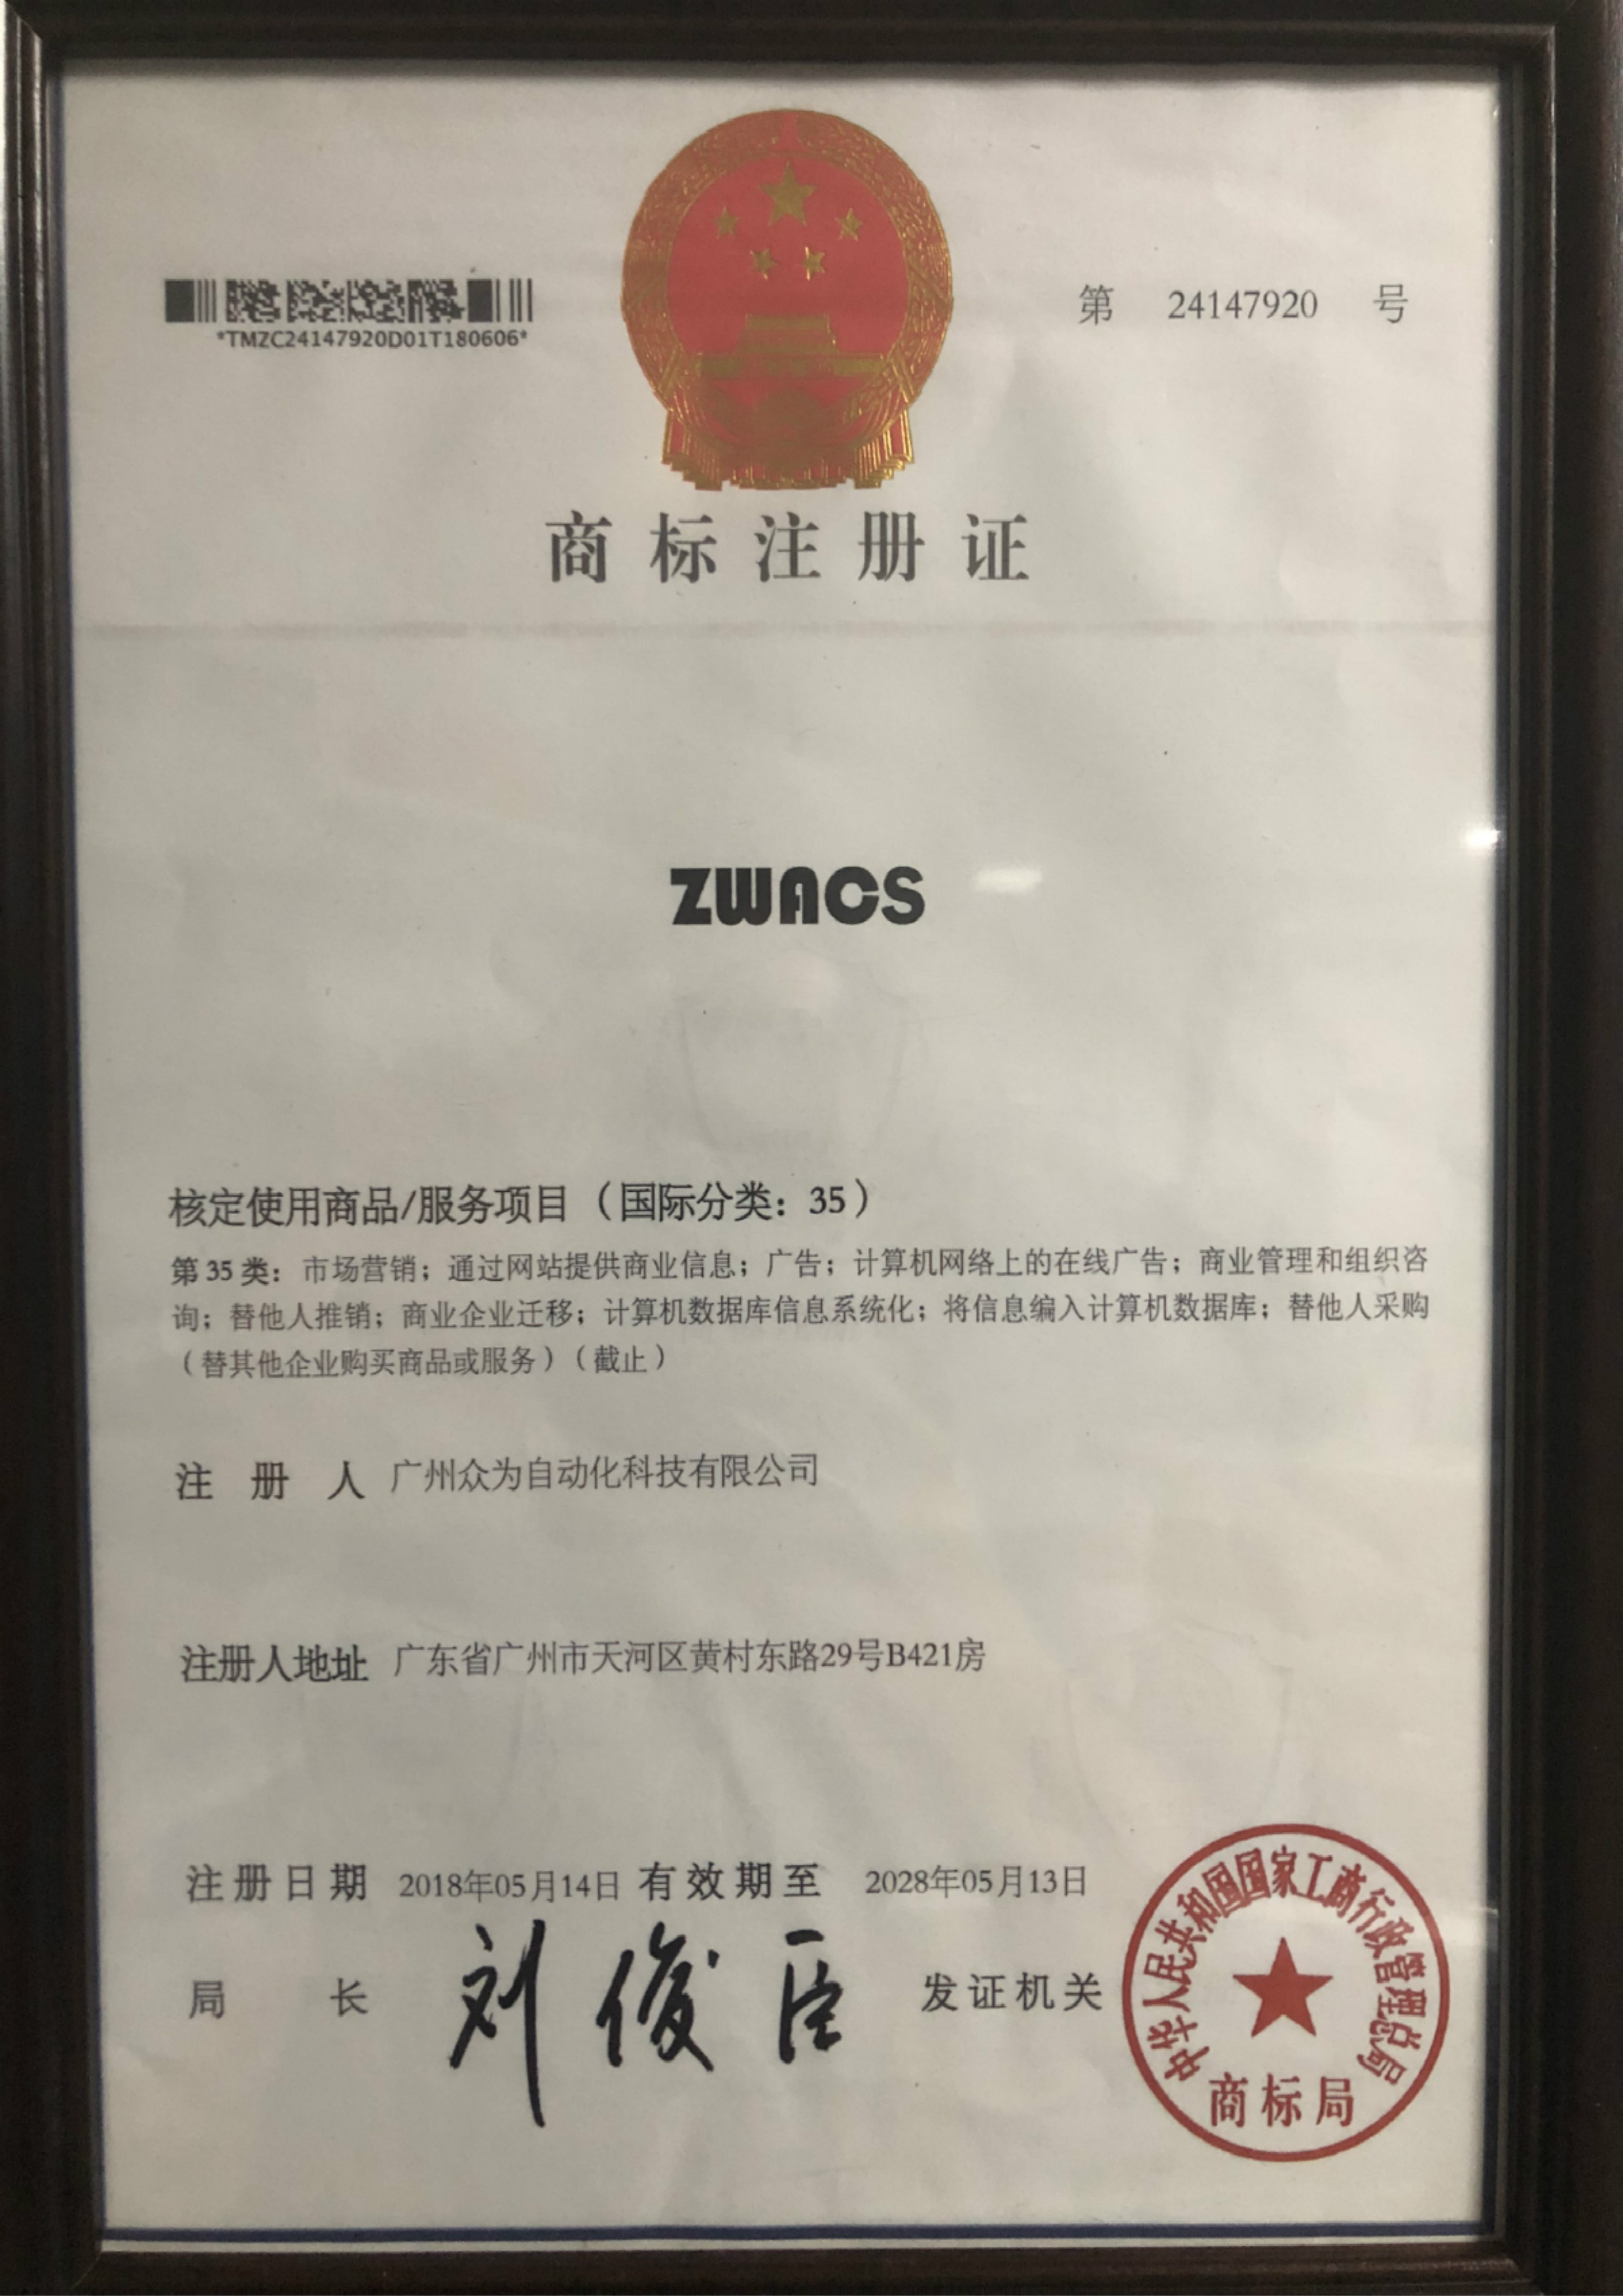 *TMZC24147920D01T180606*
第 24147920 号
商标注册证
ZWACS
核定使用商品/服务项目（国际分类：35）
第 35 类：市场营销；通过网站提供商业信息；广告；计算机网络上的在线广告；商业管理和组织咨
询；替他人推销；商业企业迁移；计算机数据库信息系统化；将信息编入计算机数据库；替他人采购
（替其他企业购买商品或服务）（截止）
注册人 广州众为自动化科技有限公司
注册人地址 广东省广州市天河区黄村东路29号B421房
注册日期 2018年05月14日 有效期至 2028年05月13日
局长 刘俊臣 发证机关
中华人民共和国国家工商行政管理总局
商标局